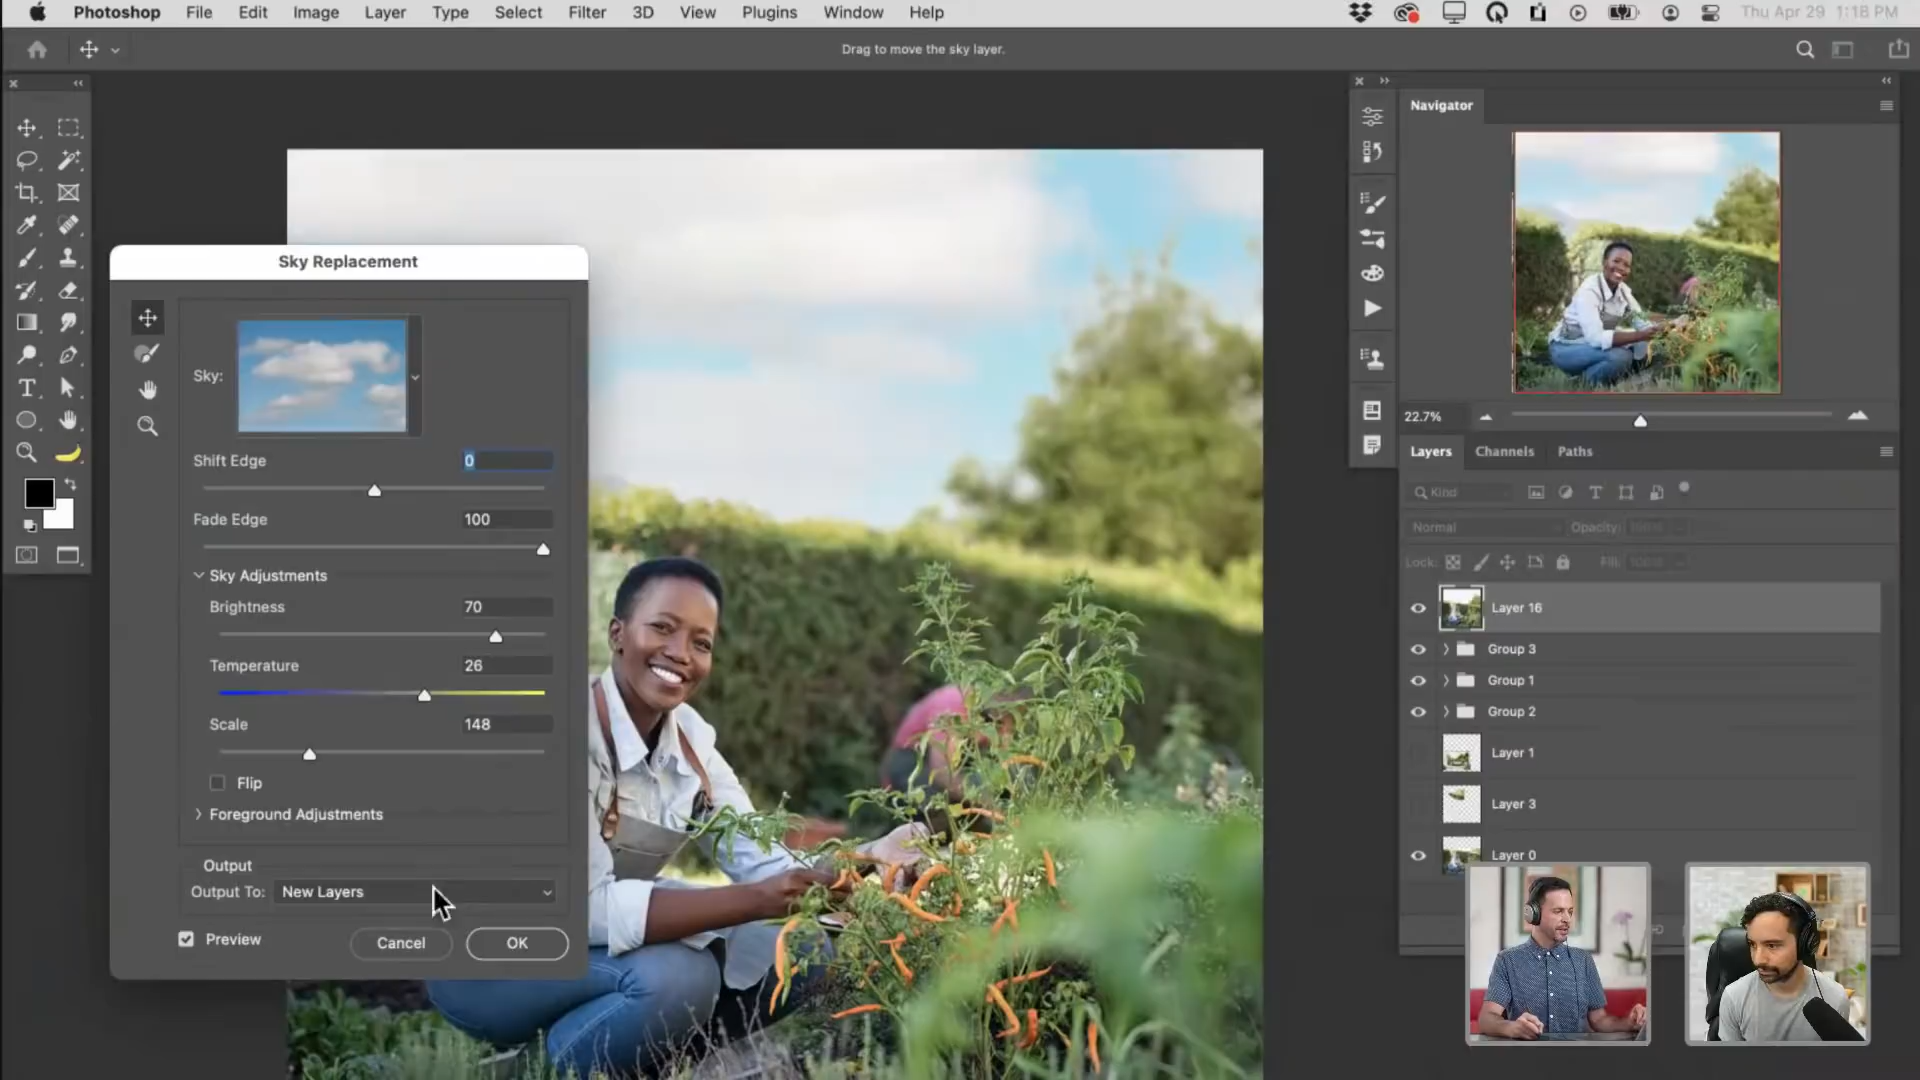 Photoshop File Edit Image Layer Type Select Filter 3D View Plugins Window Help Thu Apr 29 1:18 PM
Drag to move the sky layer.
Navigator
22.7%
Layers Channels Paths
Kind
Normal Opacity: 100%
Lock: Fill: 100%
Layer 16
Group 3
Group 1
Group 2
Layer 1
Layer 3
Layer 0
Sky Replacement
Sky:
Shift Edge 0
Fade Edge 100
Sky Adjustments
Brightness 70
Temperature 26
Scale 148
Flip
Foreground Adjustments
Output
Output To: New Layers
Preview Cancel OK